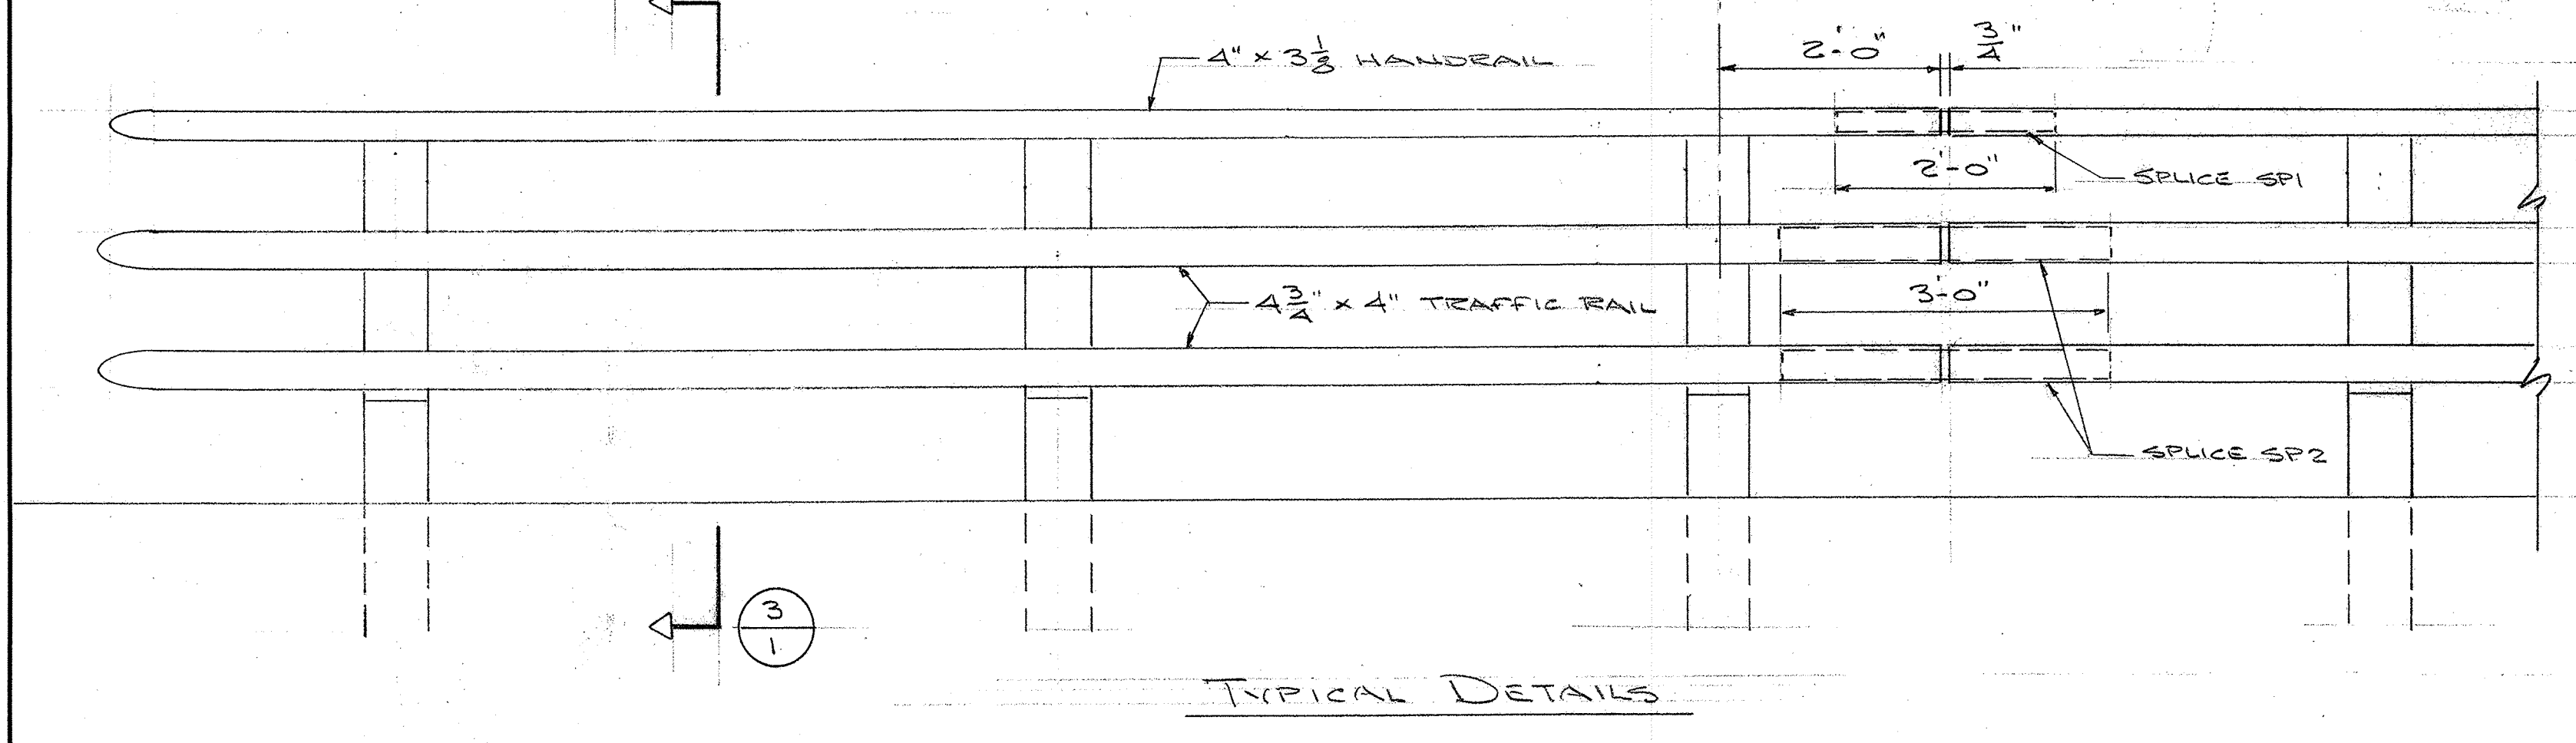 4" x 3 1/8 HANDRAIL
2'-0"
3/4"
2'-0"
SPLICE SP1
4 3/4" x 4" TRAFFIC RAIL
3'-0"
SPLICE SP2
3
1
TYPICAL DETAILS